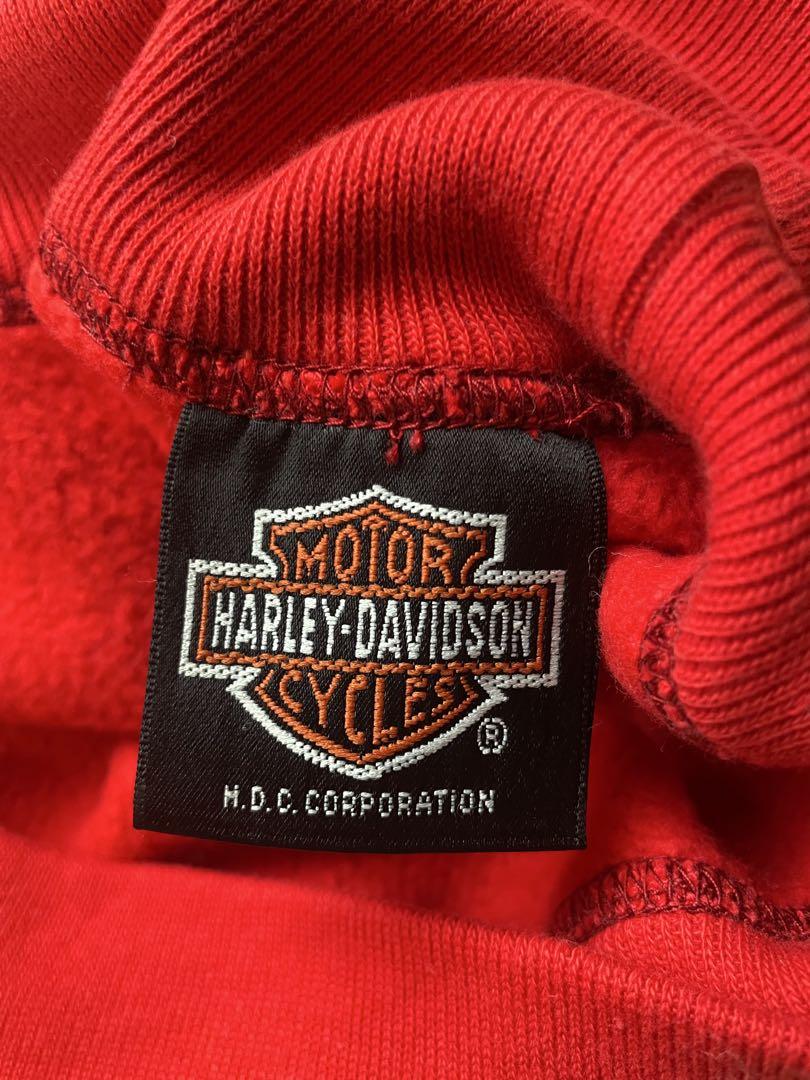 MOTOR
HARLEY-DAVIDSON
CYCLES
®
H.D.C. CORPORATION